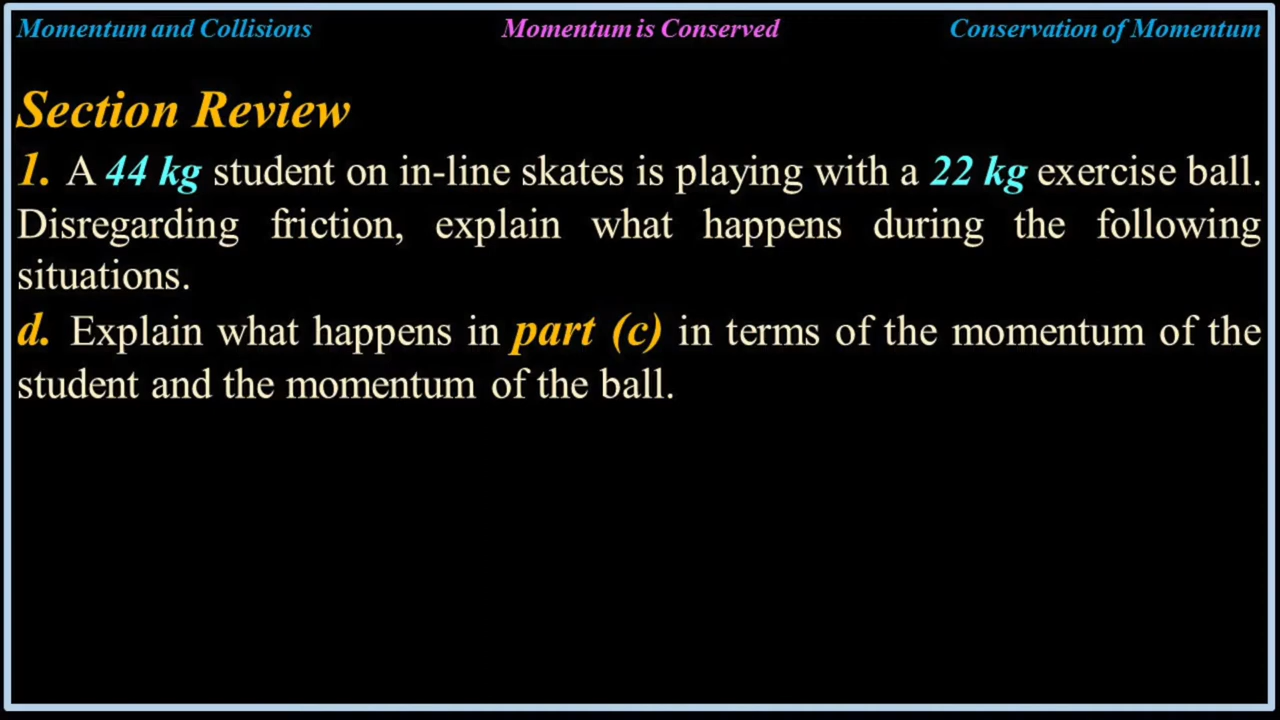 Momentum and Collisions Momentum is Conserved Conservation of Momentum
Section Review
1. A 44 kg student on in-line skates is playing with a 22 kg exercise ball.
Disregarding friction, explain what happens during the following
situations.
d. Explain what happens in part (c) in terms of the momentum of the
student and the momentum of the ball.